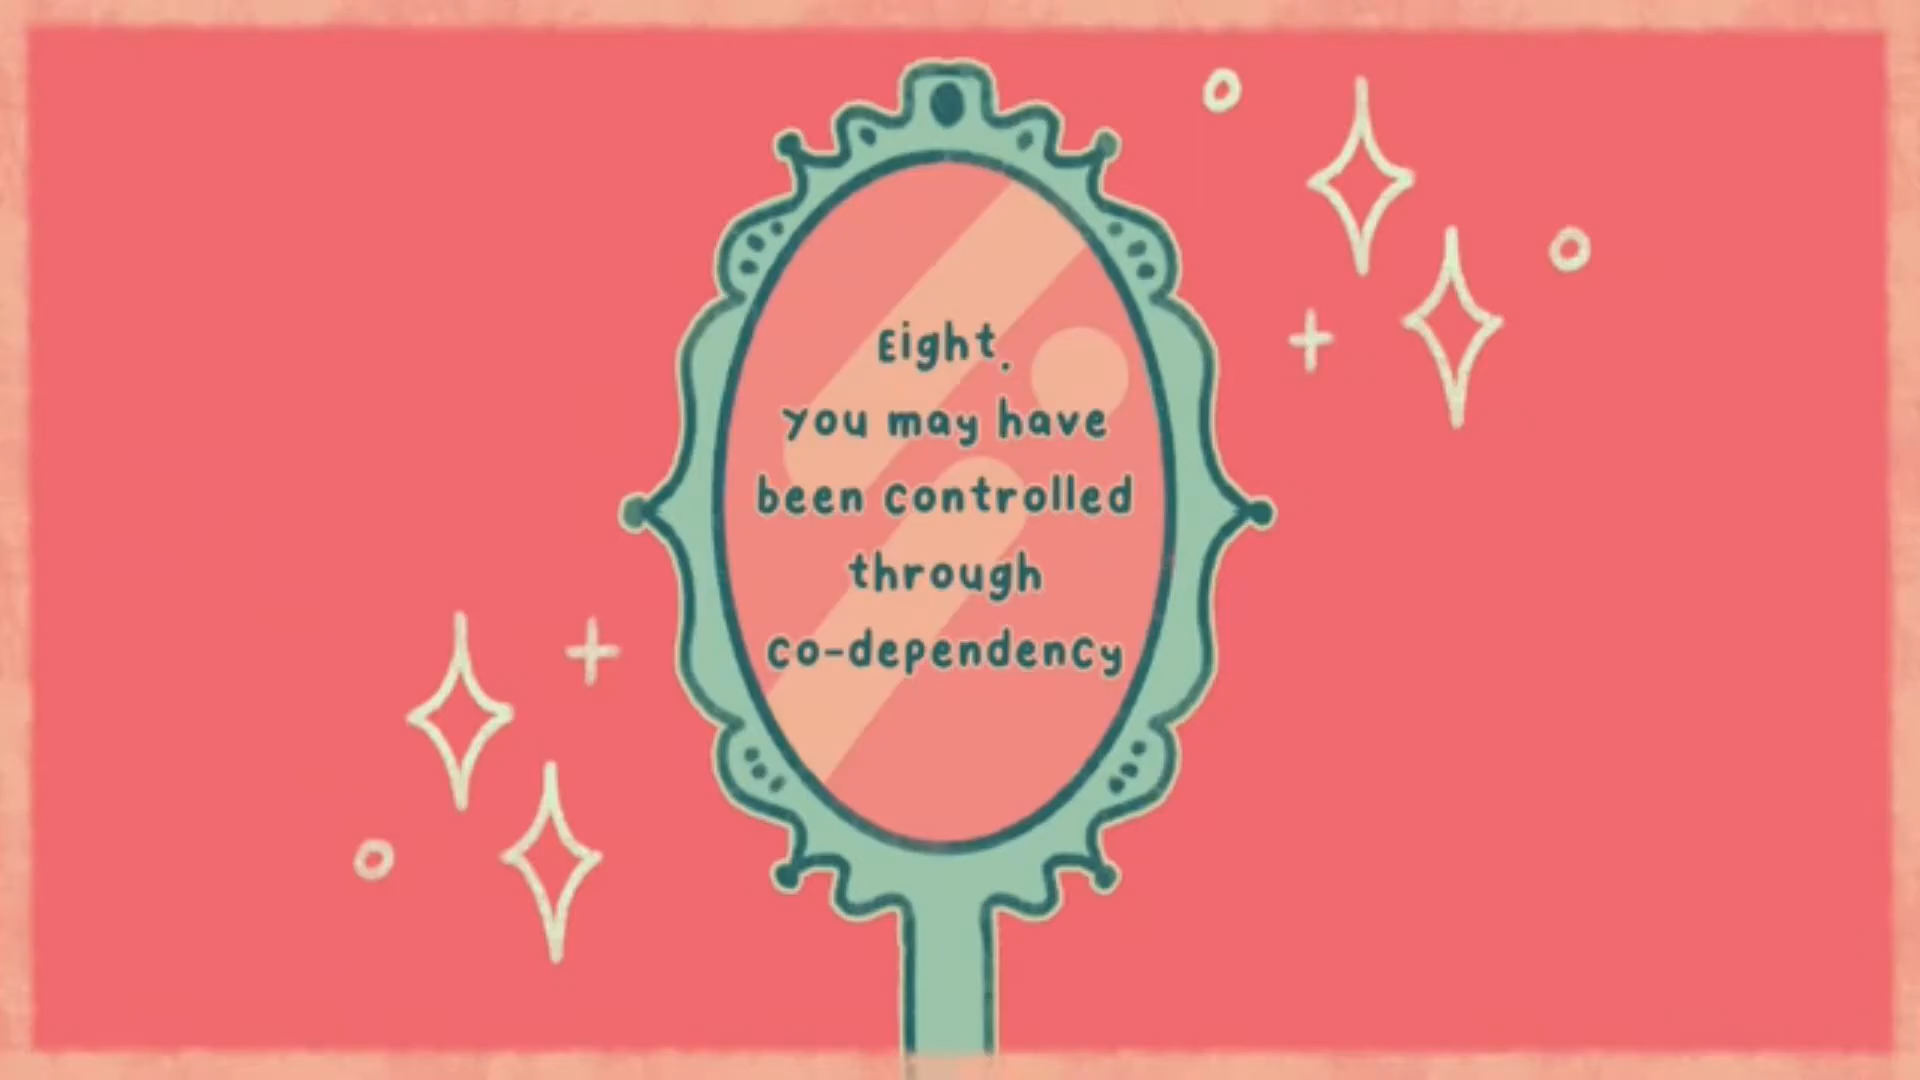 Eight.
you may have
been controlled
through
co-dependency